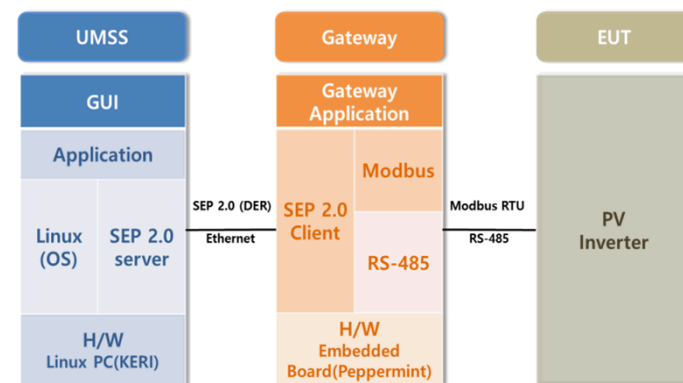 UMSS
Gateway
EUT
GUI
Application
Linux
(OS)
SEP 2.0
server
H/W
Linux PC(KERI)
SEP 2.0 (DER)
Ethernet
Gateway
Application
SEP 2.0
Client
Modbus
RS-485
H/W
Embedded
Board(Peppermint)
Modbus RTU
RS-485
PV
Inverter